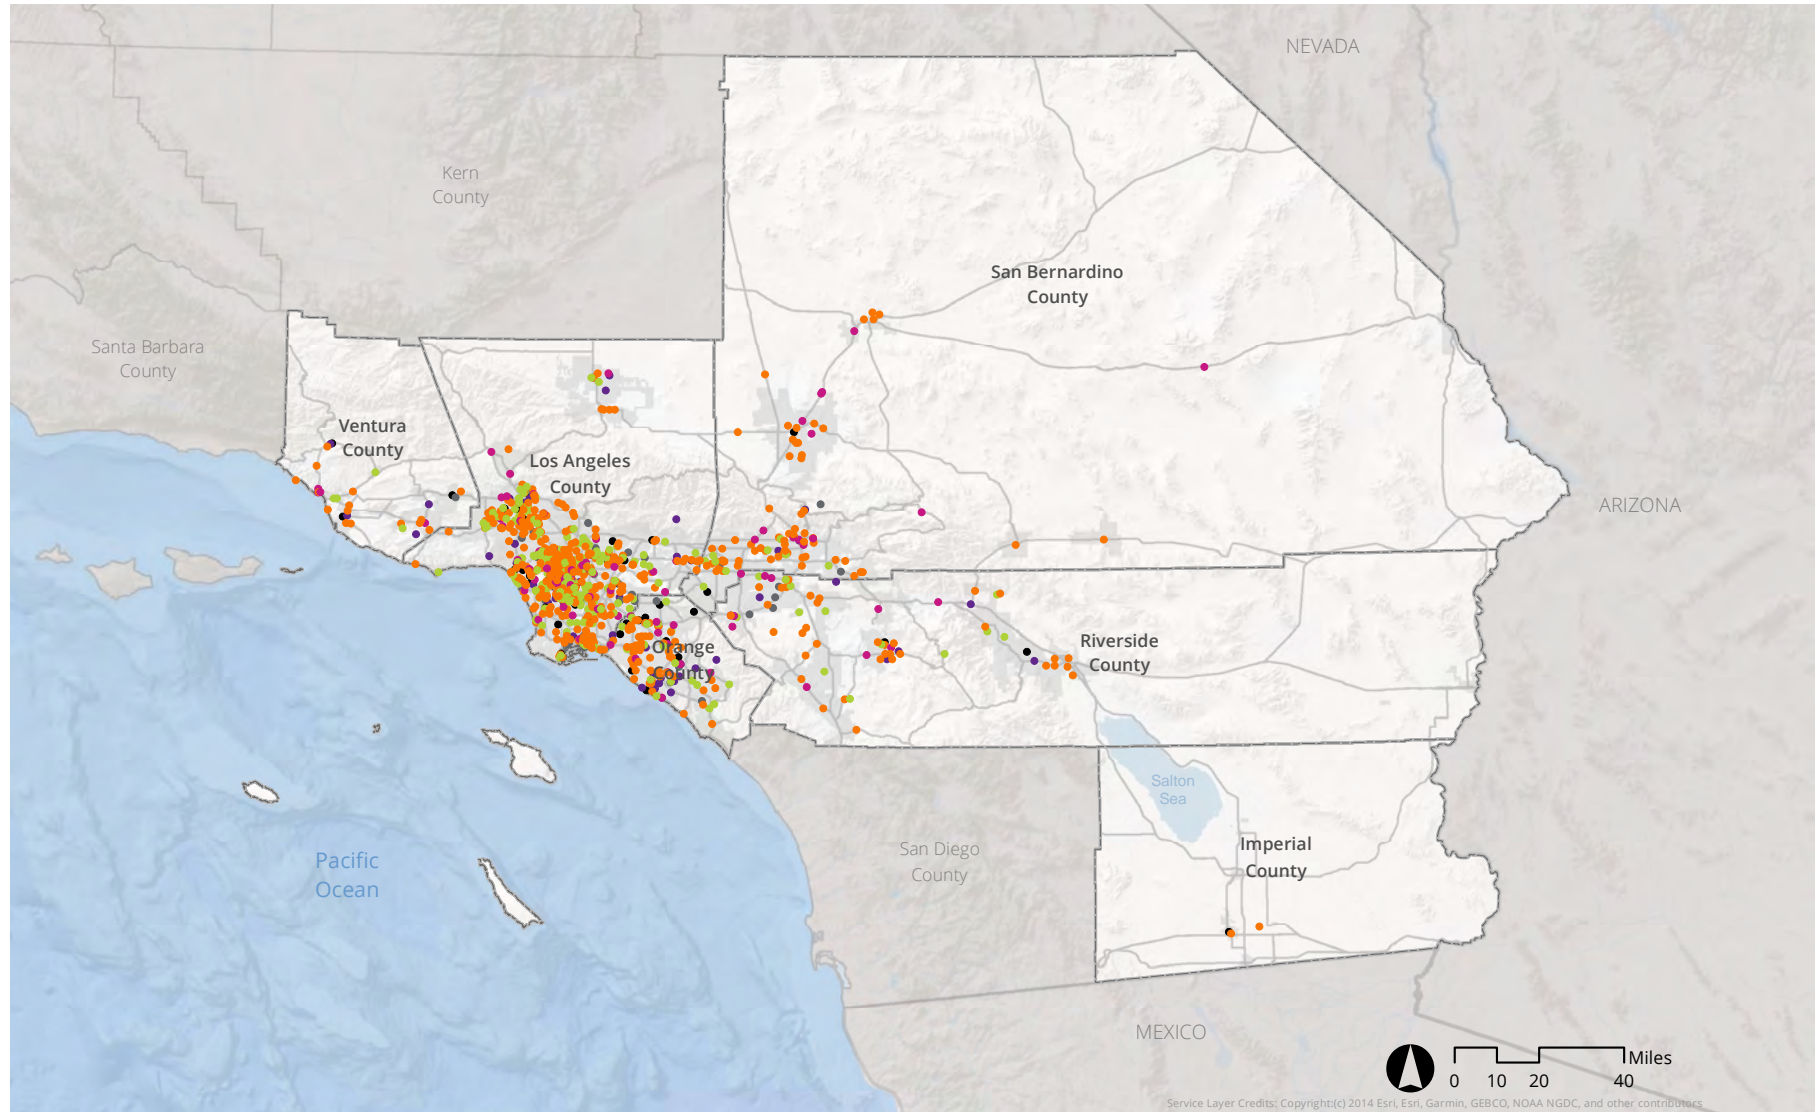 NEVADA
Kern
County
San Bernardino
County
Santa Barbara
County
Ventura
County
Los Angeles
County
ARIZONA
Orange
County
Riverside
County
Salton
Sea
Imperial
County
San Diego
County
Pacific
Ocean
MEXICO
Miles
0 10 20 40
Service Layer Credits: Copyright:(c) 2014 Esri, Esri, Garmin, GEBCO, NOAA NGDC, and other contributors